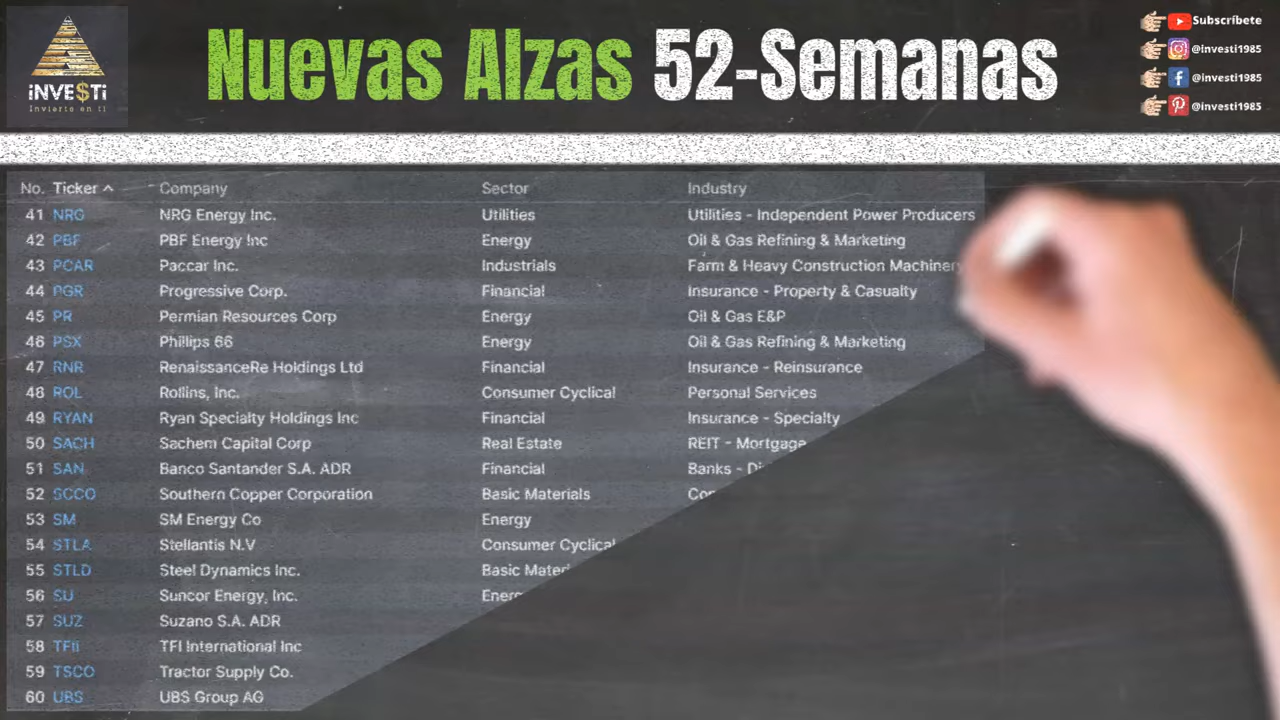 iNVE$Ti
Invierte en ti
Nuevas Alzas 52-Semanas
Subscríbete
@investi1985
@investi1985
@investi1985
No. Ticker Company Sector Industry
41 NRG NRG Energy Inc. Utilities Utilities - Independent Power Producers
42 PBF PBF Energy Inc Energy Oil & Gas Refining & Marketing
43 PCAR Paccar Inc. Industrials Farm & Heavy Construction Machinery
44 PGR Progressive Corp. Financial Insurance - Property & Casualty
45 PR Permian Resources Corp Energy Oil & Gas E&P
46 PSX Phillips 66 Energy Oil & Gas Refining & Marketing
47 RNR RenaissanceRe Holdings Ltd Financial Insurance - Reinsurance
48 ROL Rollins, Inc. Consumer Cyclical Personal Services
49 RYAN Ryan Specialty Holdings Inc Financial Insurance - Specialty
50 SACH Sachem Capital Corp Real Estate REIT - Mortgage
51 SAN Banco Santander S.A. ADR Financial Banks - Di
52 SCCO Southern Copper Corporation Basic Materials Cop
53 SM SM Energy Co Energy
54 STLA Stellantis N.V Consumer Cyclical
55 STLD Steel Dynamics Inc. Basic Materi
56 SU Suncor Energy, Inc. Energ
57 SUZ Suzano S.A. ADR
58 TFII TFI International Inc
59 TSCO Tractor Supply Co.
60 UBS UBS Group AG